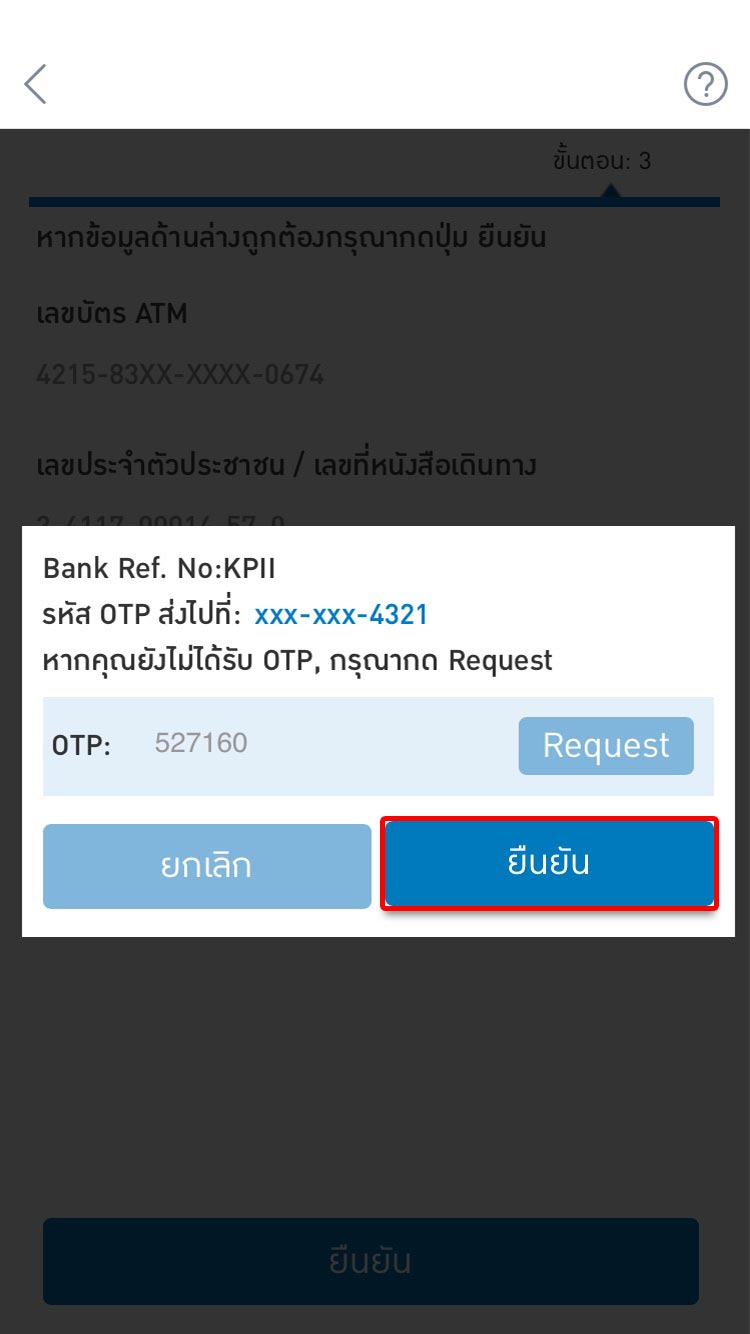 ?
ขั้นตอน: 3
หากข้อมูลด้านล่างถูกต้องกรุณากดปุ่ม ยืนยัน
เลขบัตร ATM
4215-83XX-XXXX-0674
เลขประจำตัวประชาชน / เลขที่หนังสือเดินทาง
Bank Ref. No:KPII
รหัส OTP ส่งไปที่: xxx-xxx-4321
หากคุณยังไม่ได้รับ OTP, กรุณากด Request
OTP: 527160 Request
ยกเลิก ยืนยัน
ยืนยัน